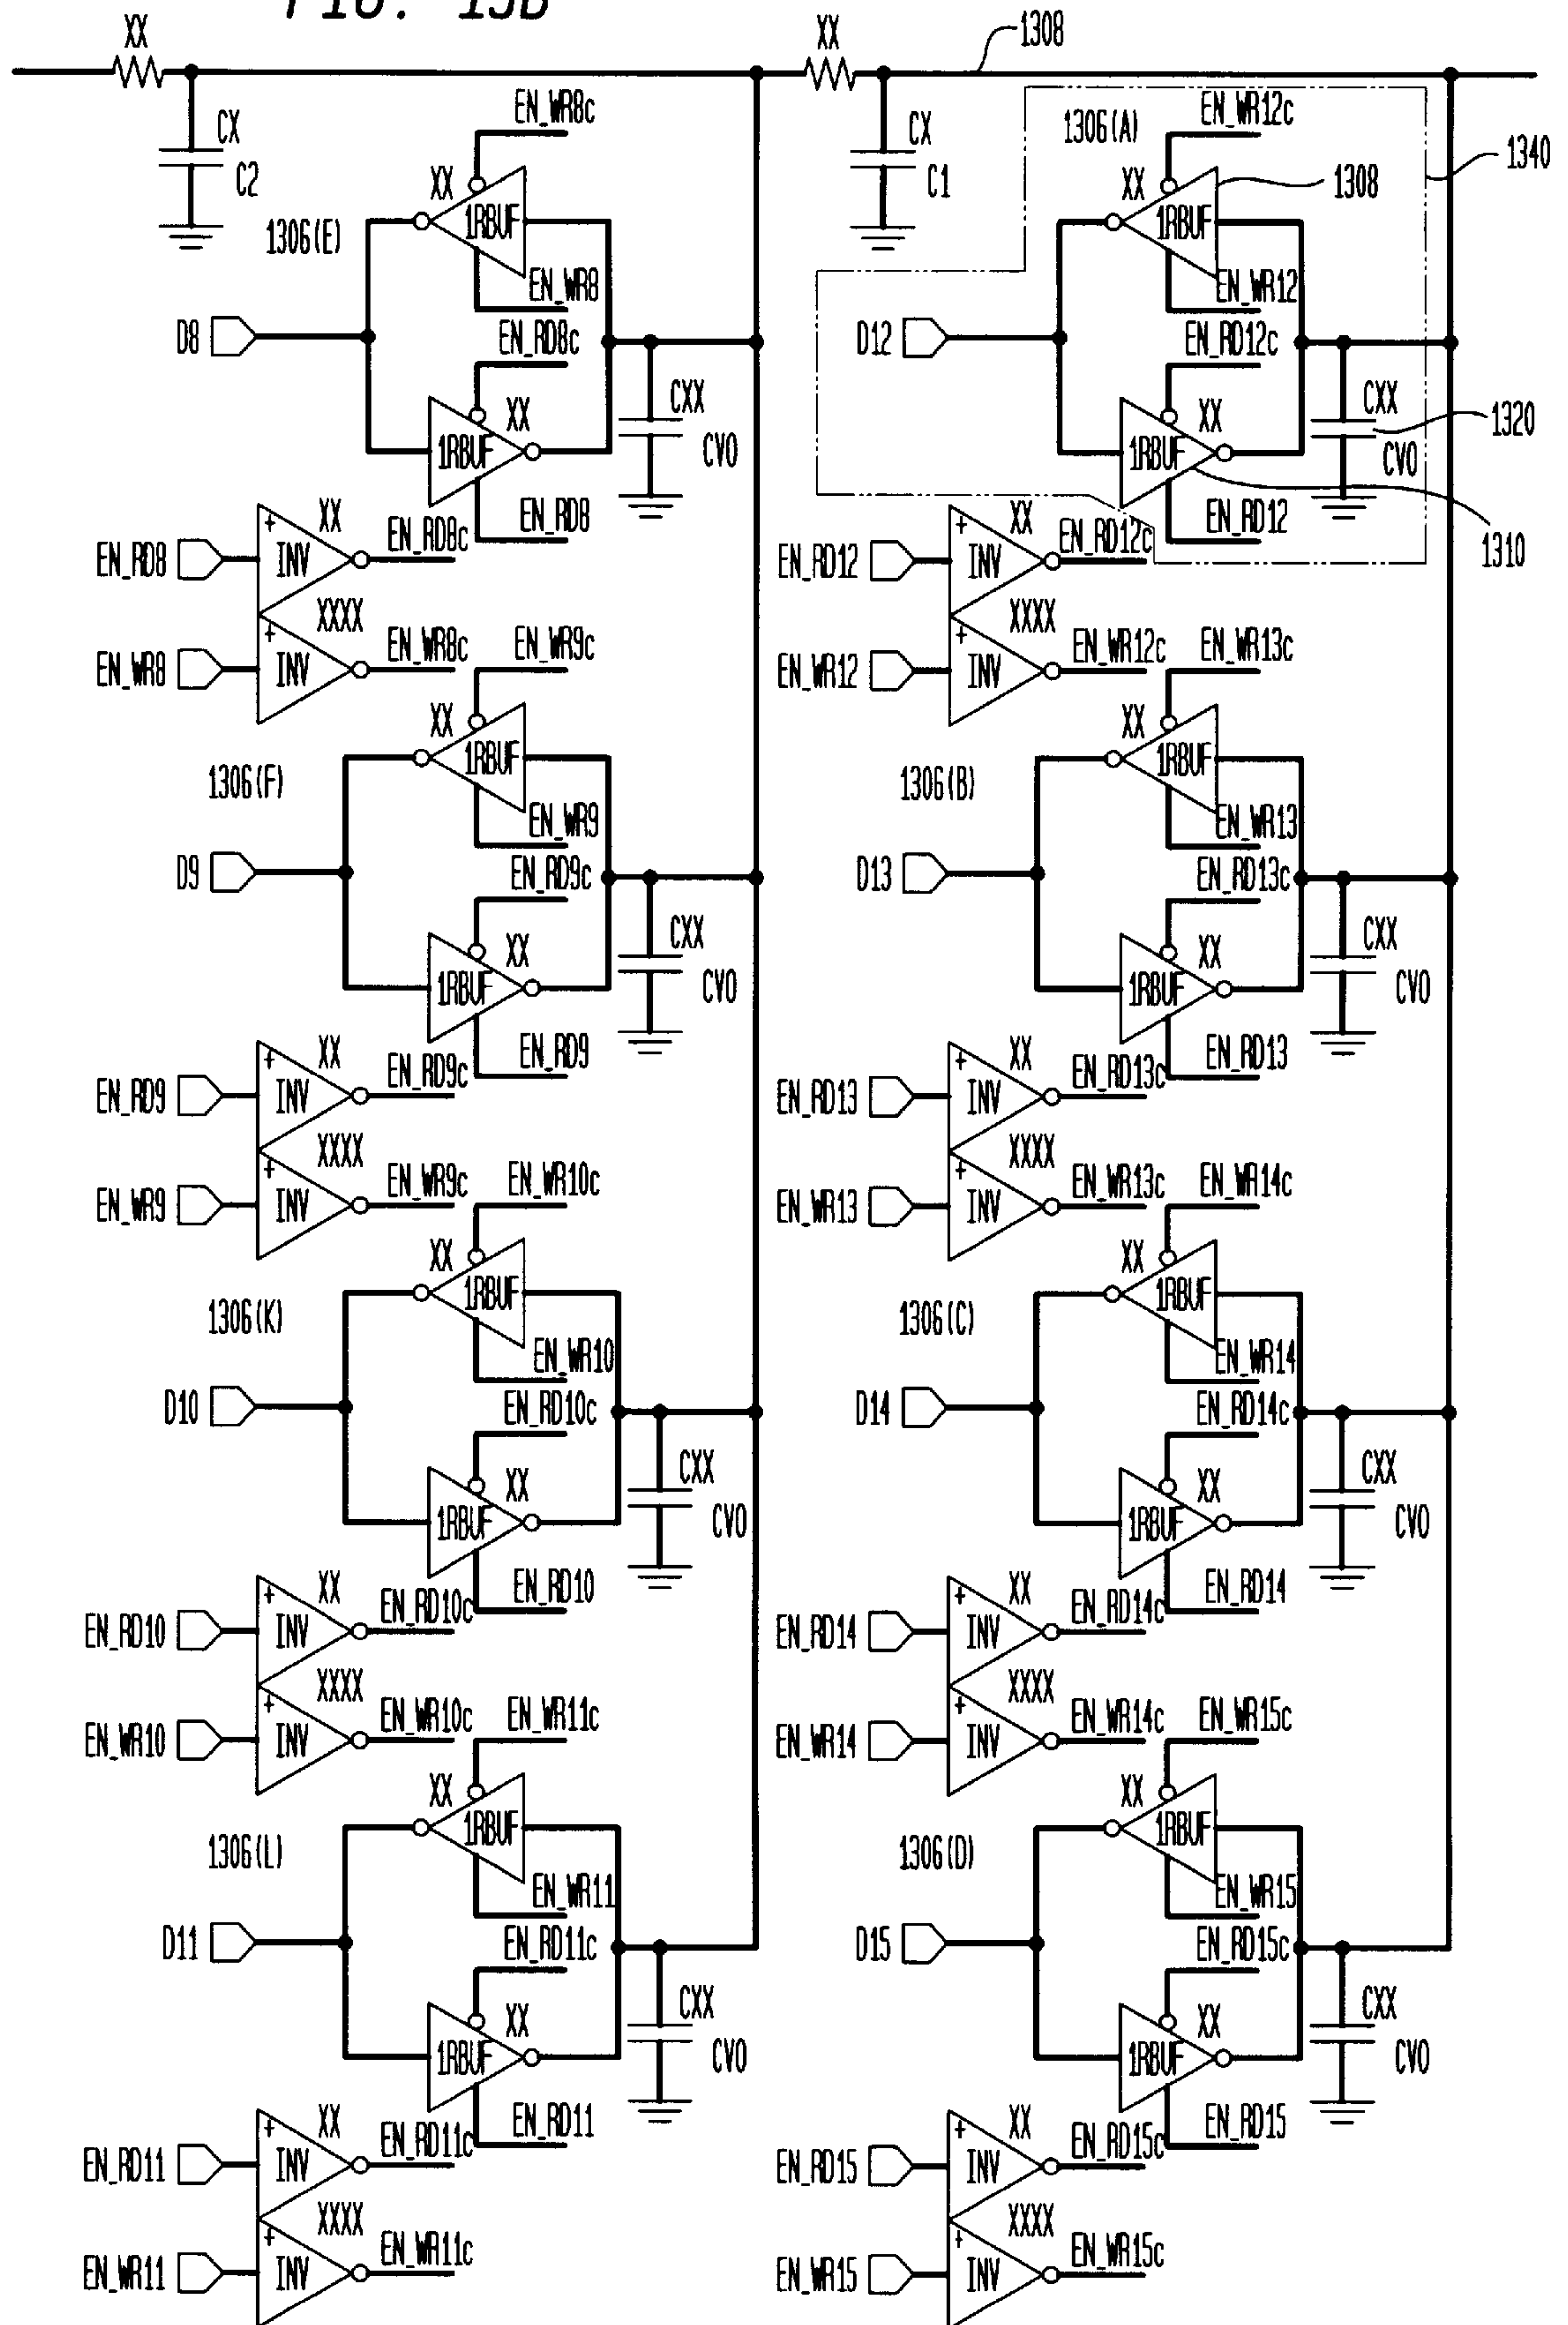 FIG. 13B
XX
XX
1308
CX
C2
EN_WR8c
XX
1RBUF
1306(E)
EN_WR8
EN_RD8c
D8
XX
1RBUF
CXX
CVO
EN_RD8
EN_RD8
XX
INV
EN_RD8c
XXXX
EN_WR8
INV
EN_WR8c
EN_WR9c
XX
1RBUF
1306(F)
EN_WR9
EN_RD9c
D9
XX
1RBUF
CXX
CVO
EN_RD9
EN_RD9
XX
INV
EN_RD9c
XXXX
EN_WR9
INV
EN_WR9c
EN_WR10c
XX
1RBUF
1306(K)
EN_WR10
EN_RD10c
D10
XX
1RBUF
CXX
CVO
EN_RD10
EN_RD10
XX
INV
EN_RD10c
XXXX
EN_WR10
INV
EN_WR10c
EN_WR11c
XX
1RBUF
1306(L)
EN_WR11
EN_RD11c
D11
XX
1RBUF
CXX
CVO
EN_RD11
EN_RD11
XX
INV
EN_RD11c
XXXX
EN_WR11
INV
EN_WR11c
CX
C1
1306(A)
EN_WR12c
1340
XX
1RBUF
1308
EN_WR12
EN_RD12c
D12
XX
1RBUF
CXX
1320
CVO
EN_RD12
1310
EN_RD12
XX
INV
EN_RD12c
XXXX
EN_WR12
INV
EN_WR12c
EN_WR13c
XX
1RBUF
1306(B)
EN_WR13
EN_RD13c
D13
XX
1RBUF
CXX
CVO
EN_RD13
EN_RD13
XX
INV
EN_RD13c
XXXX
EN_WR13
INV
EN_WR13c
EN_WR14c
XX
1RBUF
1306(C)
EN_WR14
EN_RD14c
D14
XX
1RBUF
CXX
CVO
EN_RD14
EN_RD14
XX
INV
EN_RD14c
XXXX
EN_WR14
INV
EN_WR14c
EN_WR15c
XX
1RBUF
1306(D)
EN_WR15
EN_RD15c
D15
XX
1RBUF
CXX
CVO
EN_RD15
EN_RD15
XX
INV
EN_RD15c
XXXX
EN_WR15
INV
EN_WR15c